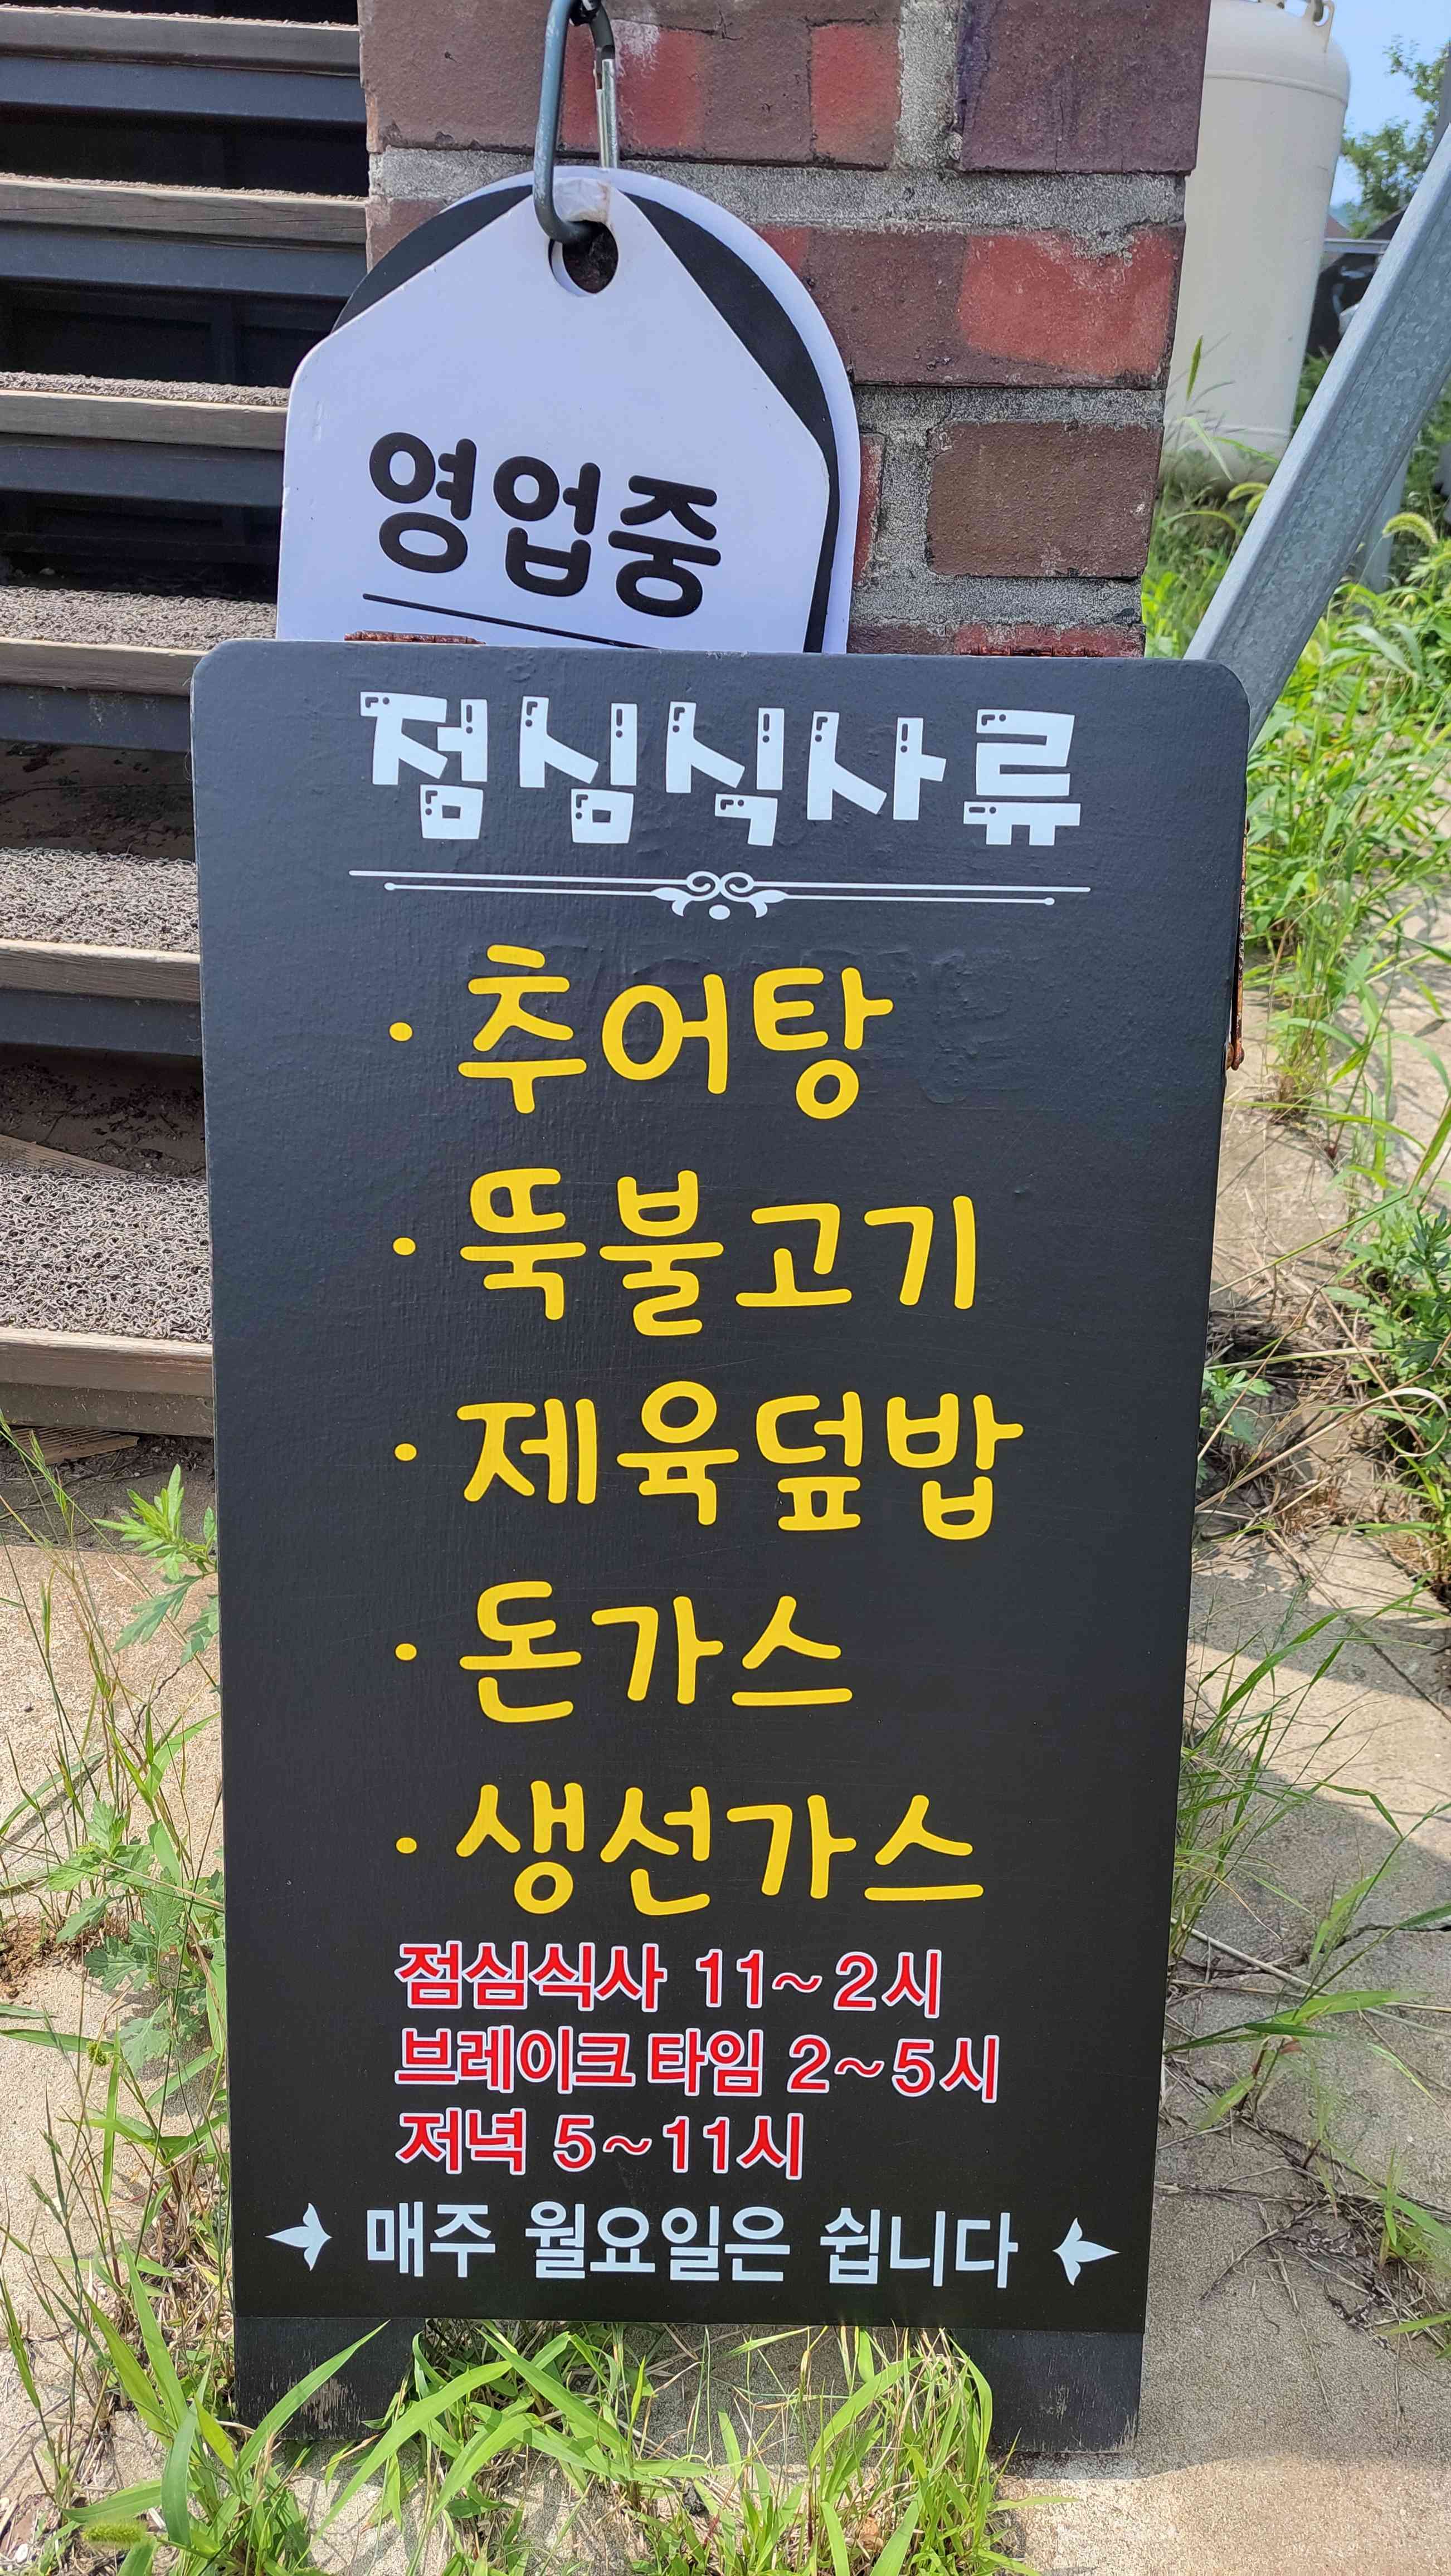 영업중
점심식사류
· 추어탕
· 뚝불고기
· 제육덮밥
· 돈가스
· 생선가스
점심식사 11~2시
브레이크 타임 2~5시
저녁 5~11시
매주 월요일은 쉽니다